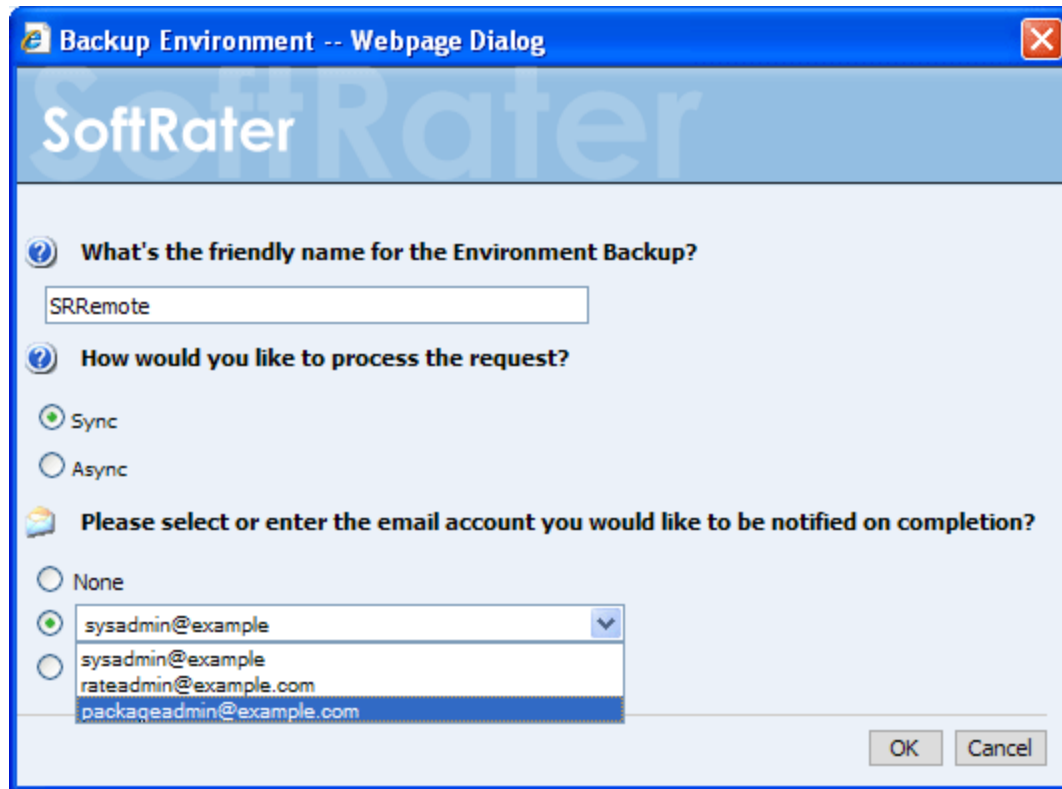 Backup Environment -- Webpage Dialog
SoftRater
SoftRater
What's the friendly name for the Environment Backup?
SRRemote
How would you like to process the request?
Sync
Async
Please select or enter the email account you would like to be notified on completion?
None
sysadmin@example
sysadmin@example
rateadmin@example.com
packageadmin@example.com
OK Cancel